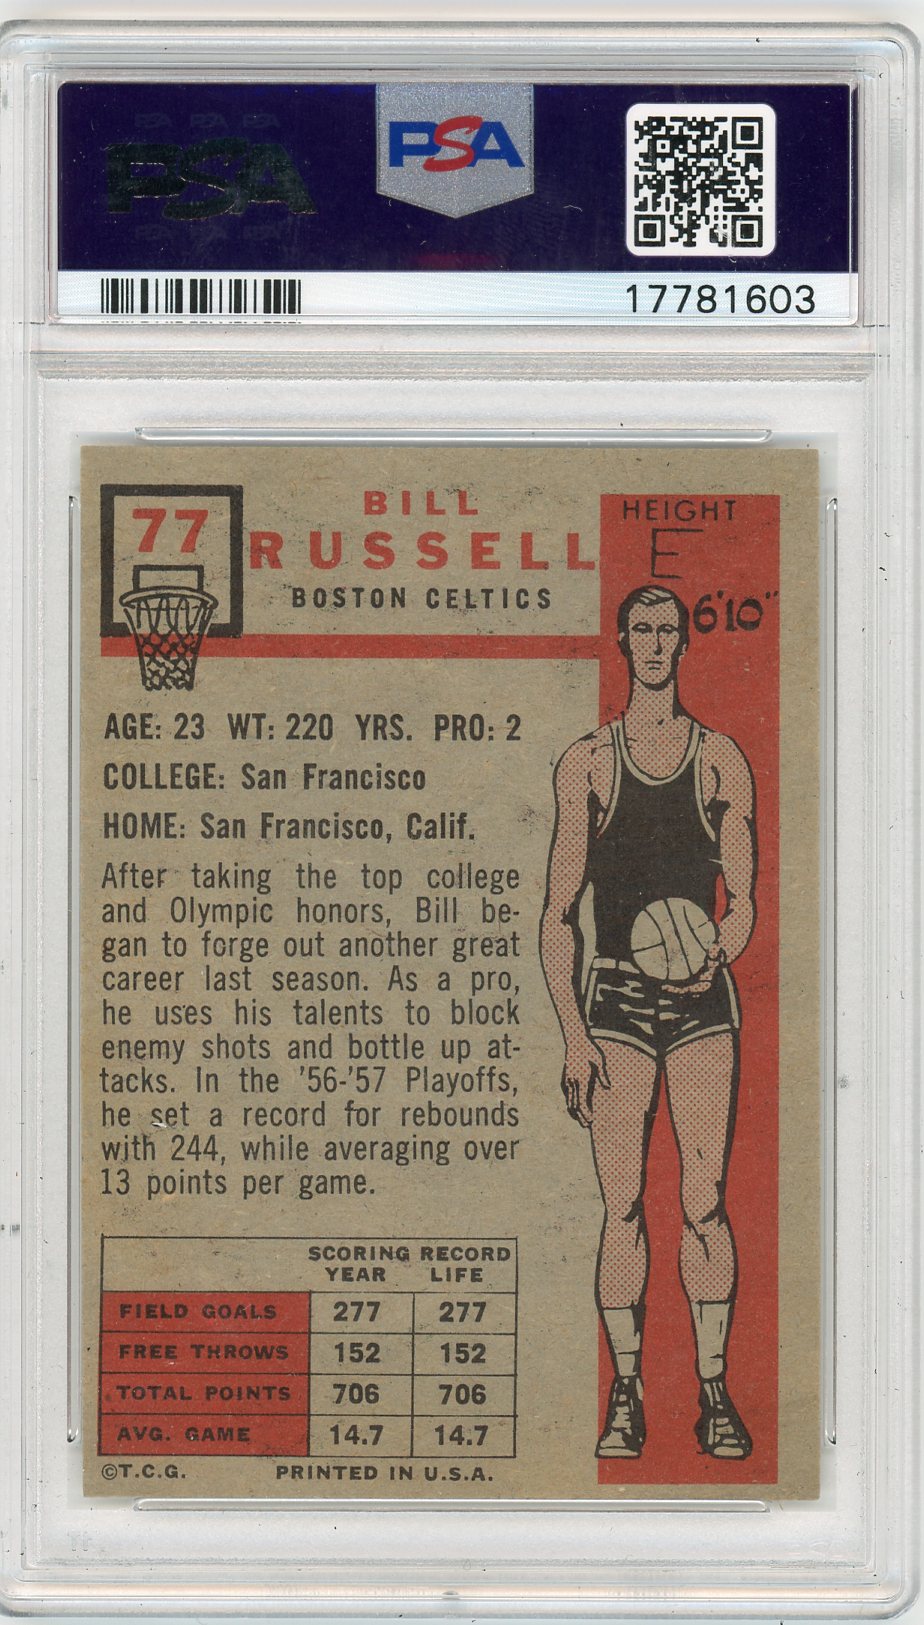 PSA PSA PSA
PSA
PSA
17781603
77
BILL
RUSSELL
BOSTON CELTICS
HEIGHT
6'10"
AGE: 23 WT: 220 YRS. PRO: 2
COLLEGE: San Francisco
HOME: San Francisco, Calif.
After taking the top college
and Olympic honors, Bill be-
gan to forge out another great
career last season. As a pro,
he uses his talents to block
enemy shots and bottle up at-
tacks. In the '56-'57 Playoffs,
he set a record for rebounds
with 244, while averaging over
13 points per game.
SCORING RECORD
YEAR LIFE
FIELD GOALS 277 277
FREE THROWS 152 152
TOTAL POINTS 706 706
AVG. GAME 14.7 14.7
©T.C.G. PRINTED IN U.S.A.